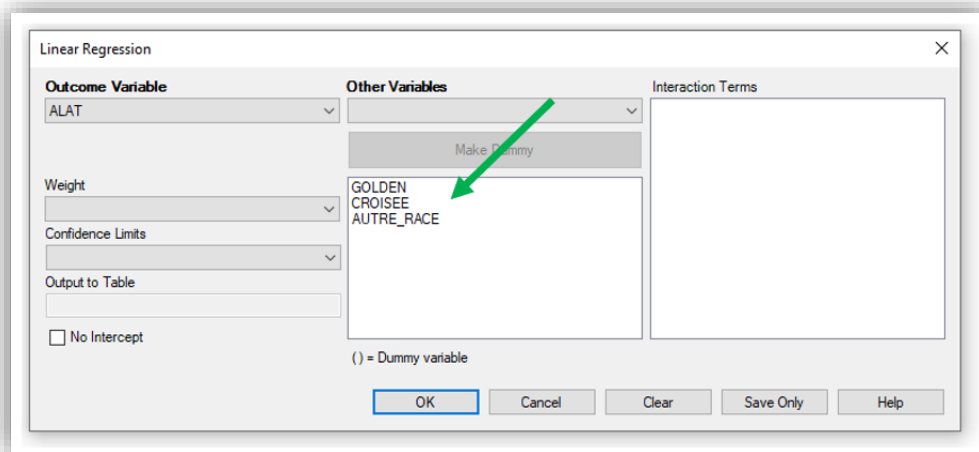 Linear Regression
Outcome Variable
ALAT
Other Variables
Make Dummy
Interaction Terms
Weight
Confidence Limits
Output to Table
No Intercept
GOLDEN
CROISEE
AUTRE_RACE
( ) = Dummy variable
OK
Cancel
Clear
Save Only
Help